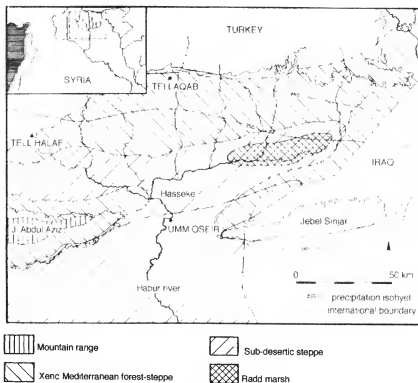 TURKEY
SYRIA
TELL AQAB
TELL HALAF
IRAQ
Hasseke
J. Abdul Aziz
UMM QSEIR
Jebel Sinjar
Habur river
0 50 km
precipitation isohyet
international boundary
Mountain range
Sub-desertic steppe
Xeric Mediterranean forest-steppe
Radd marsh